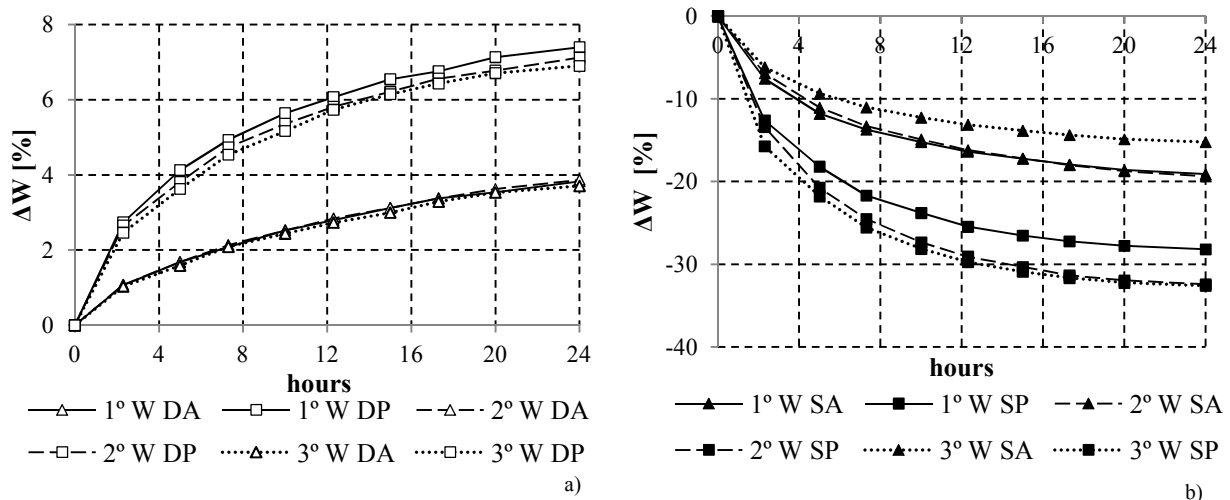 8
6
4
2
0
ΔW [%]
0 4 8 12 16 20 24
hours
1º W DA 1º W DP 2º W DA
2º W DP 3º W DA 3º W DP
a)
0
-10
-20
-30
-40
ΔW [%]
0 4 8 12 16 20 24
hours
1º W SA 1º W SP 2º W SA
2º W SP 3º W SA 3º W SP
b)